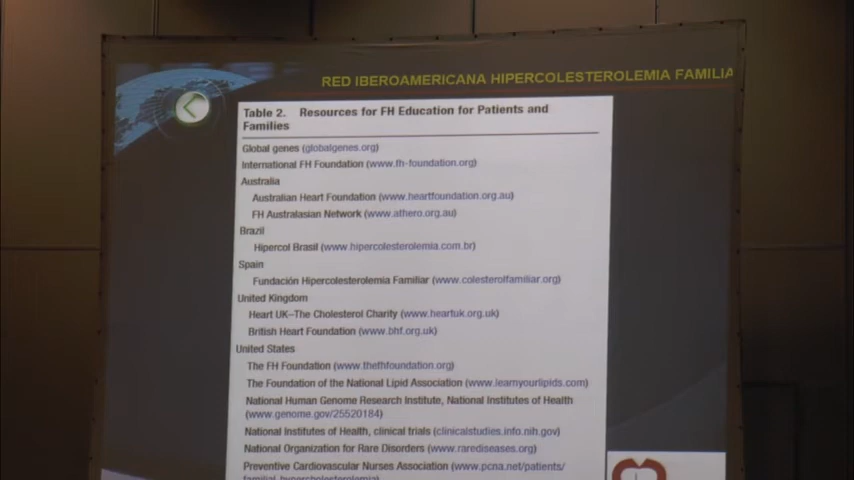 RED IBEROAMERICANA HIPERCOLESTEROLEMIA FAMILIA
Table 2. Resources for FH Education for Patients and
Families
Global genes (globalgenes.org)
International FH Foundation (www.fh-foundation.org)
Australia
Australian Heart Foundation (www.heartfoundation.org.au)
FH Australasian Network (www.athero.org.au)
Brazil
Hipercol Brasil (www.hipercolesterolemia.com.br)
Spain
Fundación Hipercolesterolemia Familiar (www.colesterolfamiliar.org)
United Kingdom
Heart UK–The Cholesterol Charity (www.heartuk.org.uk)
British Heart Foundation (www.bhf.org.uk)
United States
The FH Foundation (www.thefhfoundation.org)
The Foundation of the National Lipid Association (www.learnyourlipids.com)
National Human Genome Research Institute, National Institutes of Health
(www.genome.gov/25520184)
National Institutes of Health, clinical trials (clinicalstudies.info.nih.gov)
National Organization for Rare Disorders (www.rarediseases.org)
Preventive Cardiovascular Nurses Association (www.pcna.net/patients/
familial-hypercholesterolemia)